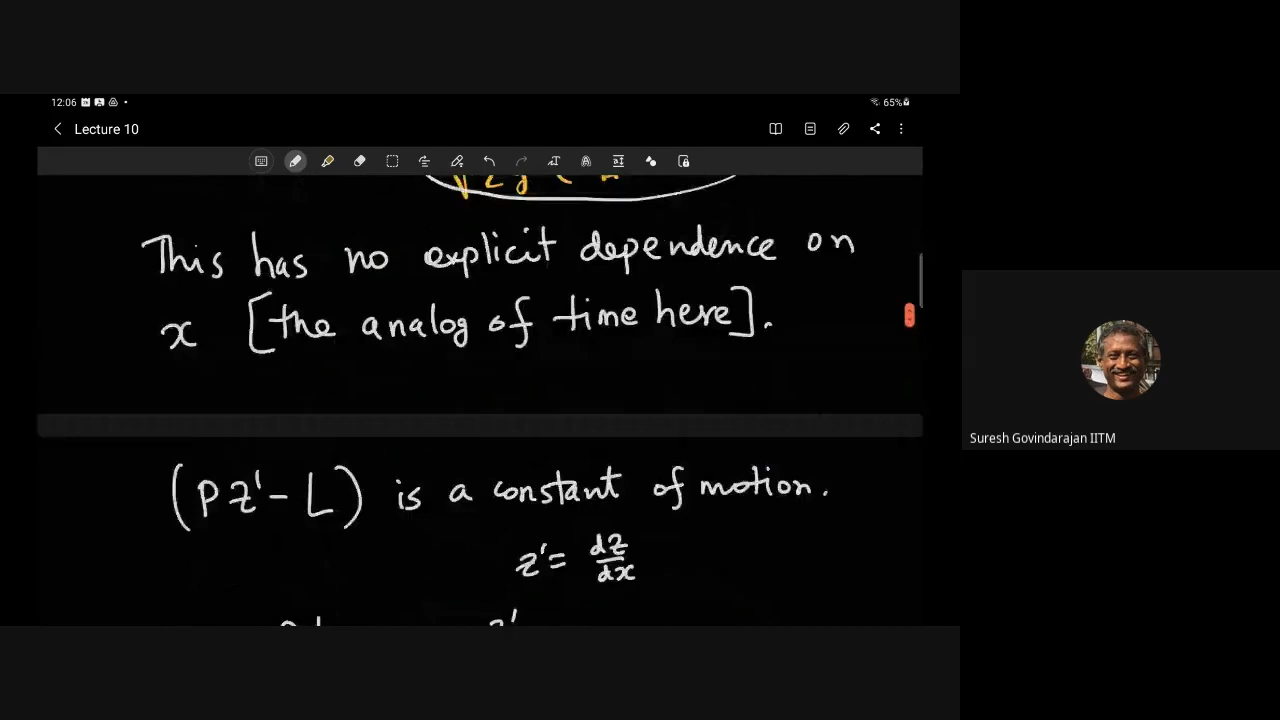 12:06
65%
Lecture 10
This has no explicit dependence on
x [the analog of time here].
(Pz' - L) is a constant of motion.
z' = dz/dx
z'
Suresh Govindarajan IITM